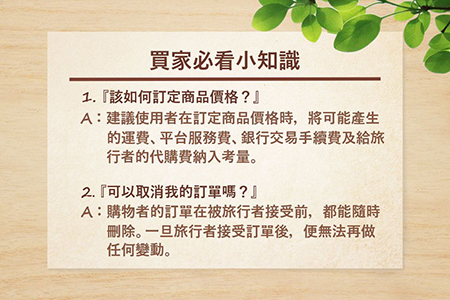 買家必看小知識
1.『該如何訂定商品價格？』
A：建議使用者在訂定商品價格時，將可能產生
的運費、平台服務費、銀行交易手續費及給旅
行者的代購費納入考量。
2.『可以取消我的訂單嗎？』
A：購物者的訂單在被旅行者接受前，都能隨時
刪除。一旦旅行者接受訂單後，便無法再做
任何變動。